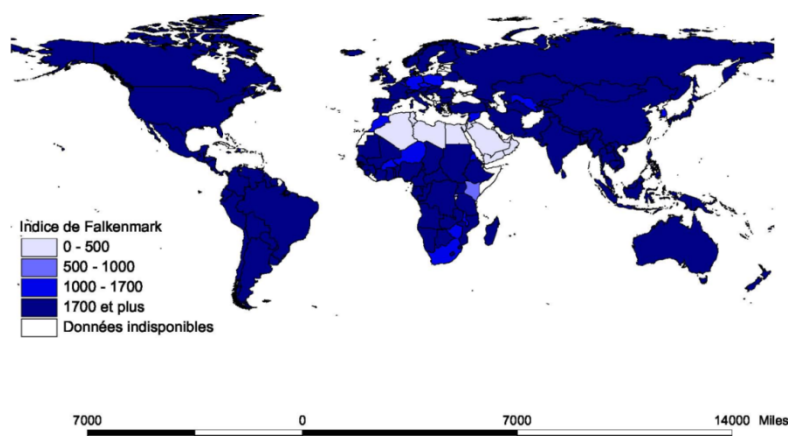 Indice de Falkenmark
0 - 500
500 - 1000
1000 - 1700
1700 et plus
Données indisponibles
7000 0 7000 14000 Miles